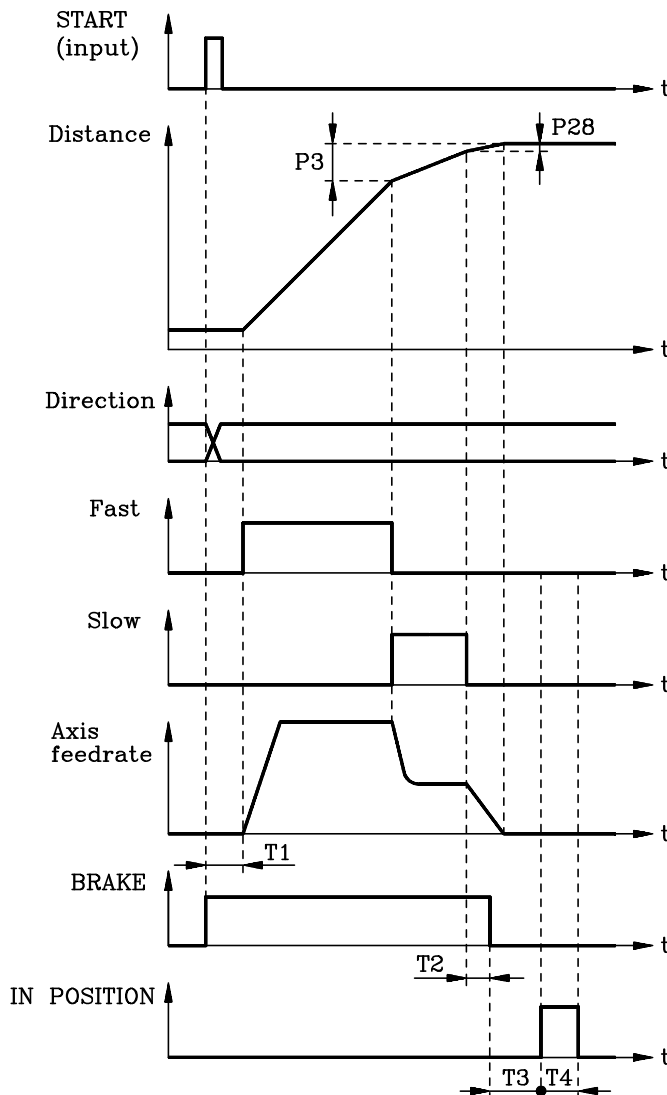 START
(input)
t
Distance
P28
P3
t
Direction
t
Fast
t
Slow
t
Axis
feedrate
t
T1
BRAKE
t
T2
IN POSITION
t
T3 T4